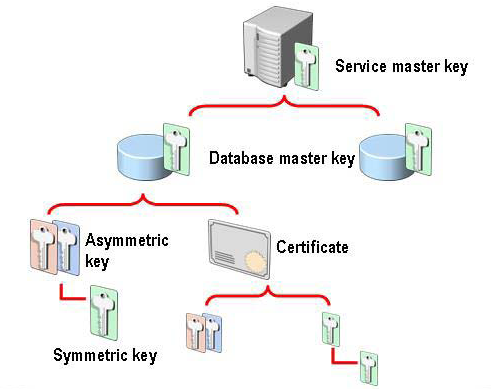 Service master key
Database master key
Asymmetric
key
Certificate
Symmetric key